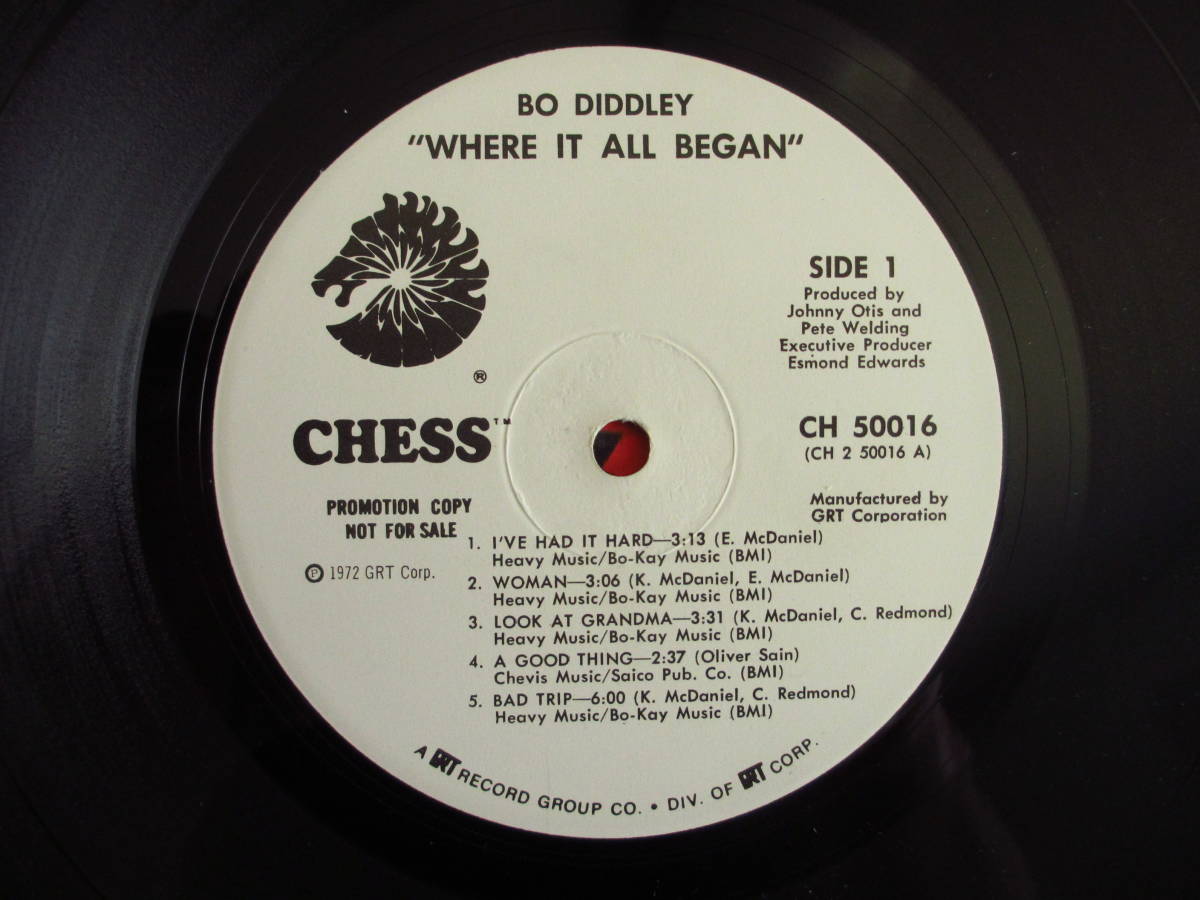 BO DIDDLEY
"WHERE IT ALL BEGAN"
®
CHESS™
PROMOTION COPY
NOT FOR SALE
℗ 1972 GRT Corp.
SIDE 1
Produced by
Johnny Otis and
Pete Welding
Executive Producer
Esmond Edwards
CH 50016
(CH 2 50016 A)
Manufactured by
GRT Corporation
1. I'VE HAD IT HARD—3:13 (E. McDaniel)
Heavy Music/Bo-Kay Music (BMI)
2. WOMAN—3:06 (K. McDaniel, E. McDaniel)
Heavy Music/Bo-Kay Music (BMI)
3. LOOK AT GRANDMA—3:31 (K. McDaniel, C. Redmond)
Heavy Music/Bo-Kay Music (BMI)
4. A GOOD THING—2:37 (Oliver Sain)
Chevis Music/Saico Pub. Co. (BMI)
5. BAD TRIP—6:00 (K. McDaniel, C. Redmond)
Heavy Music/Bo-Kay Music (BMI)
A GRT RECORD GROUP CO. • DIV. OF GRT CORP.